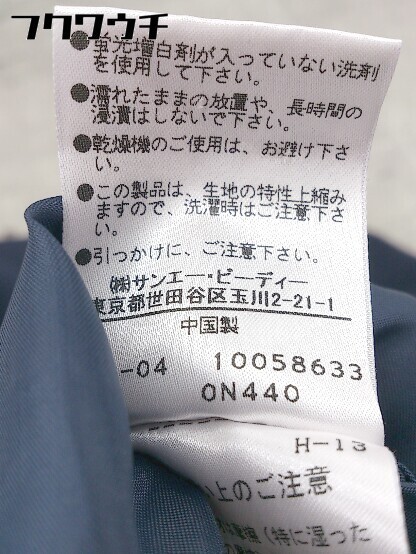 フクワウチ
●蛍光増白剤が入っていない洗剤
を使用して下さい。
●濡れたままの放置や、長時間の
浸漬はしないで下さい。
●乾燥機のご使用は、お避け下さ
い。
●この製品は、生地の特性上縮み
ますので、洗濯時はご注意下さ
い。
●引っかけに、ご注意下さい。
㈱サンエー・ビーディー
東京都世田谷区玉川2-21-1
中国製
-04 10058633
0N440
H-13
上のご注意
(特に湿った